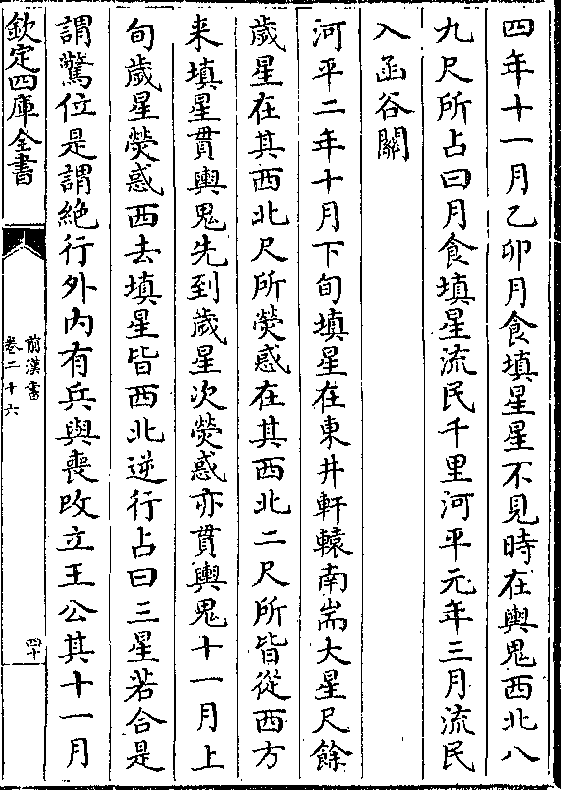 四年十一月乙卯月食填星星不見時在輿鬼西北八
九尺所占曰月食填星流民千里河平元年三月流民
入函谷關
河平二年十月下旬填星在東井軒轅南耑大星尺餘
歲星在其西北尺所熒惑在其西北二尺所皆從西方
来填星貫輿鬼先到歲星次熒惑亦貫輿鬼十一月上
旬歲星熒惑西去填星皆西北逆行占曰三星若合是
謂驚位是謂絶行外内有兵與喪改立王公其十一月
欽定四庫全書
前漢書
卷二十六
四十